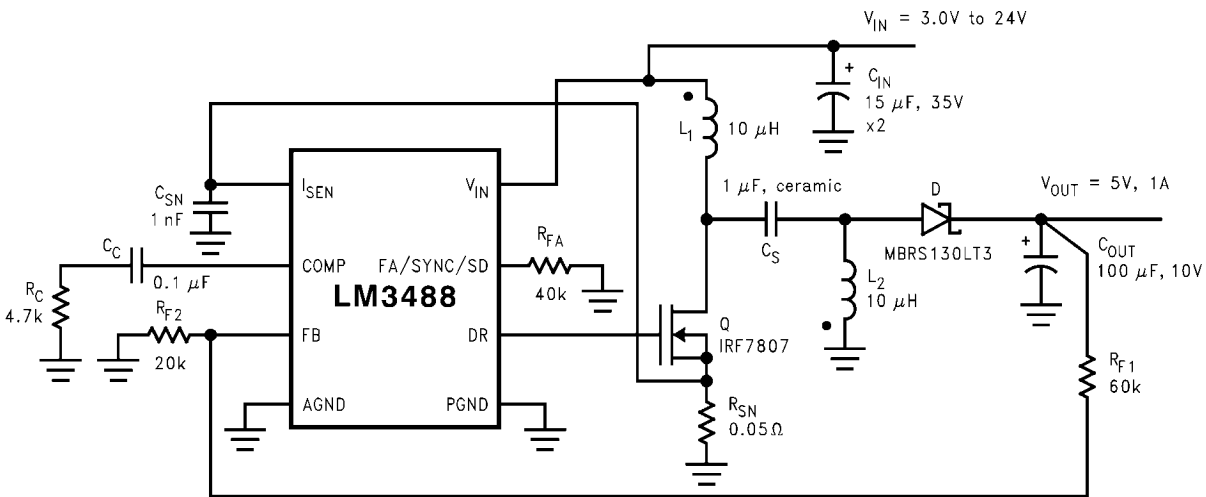 V_IN = 3.0V to 24V
+
C_IN
15 μF, 35V
x2
L_1
10 μH
I_SEN
V_IN
C_SN
1 nF
1 μF, ceramic
C_S
D
MBRS130LT3
V_OUT = 5V, 1A
+
C_OUT
100 μF, 10V
C_C
0.1 μF
COMP
FA/SYNC/SD
R_FA
40k
L_2
10 μH
LM3488
R_C
4.7k
R_F2
20k
FB
DR
Q
IRF7807
R_F1
60k
AGND
PGND
R_SN
0.05Ω